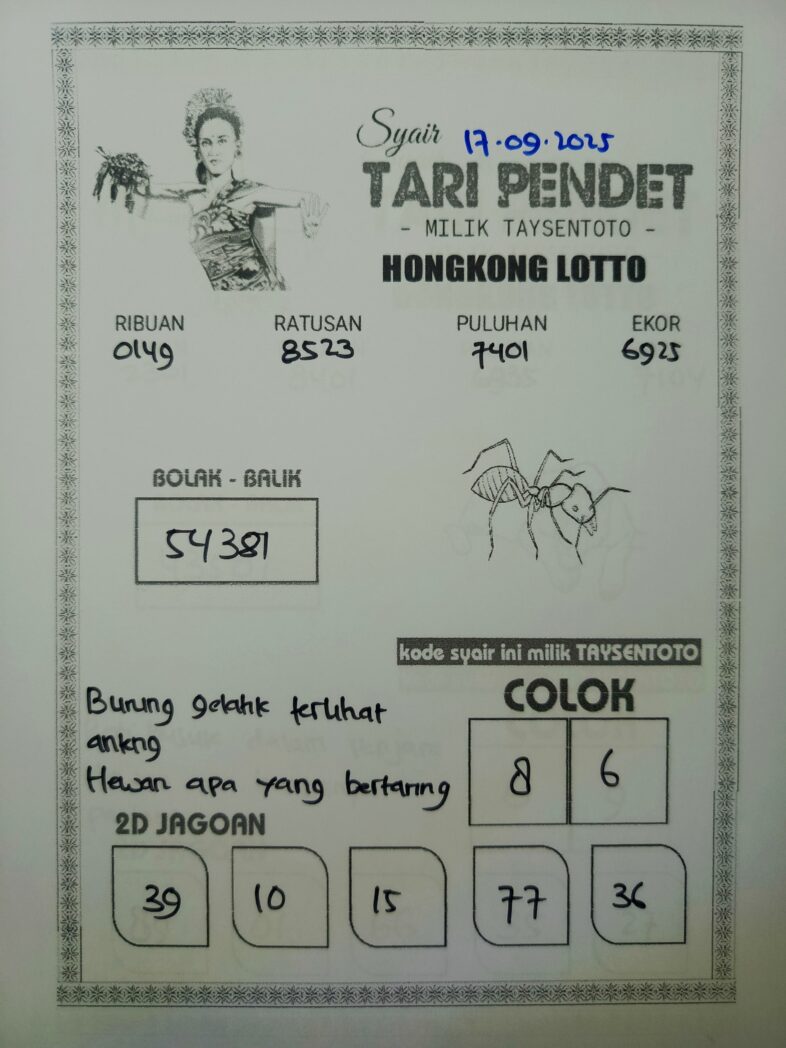 Syair 17.09.2025
TARI PENDET
- MILIK TAYSENTOTO -
HONGKONG LOTTO
RIBUAN RATUSAN PULUHAN EKOR
0149 8523 7401 6925
BOLAK - BALIK
54381
kode syair ini milik TAYSENTOTO
COLOK
8 6
Burung gelatik terlihat
ankng
Hewan apa yang bertaring
2D JAGOAN
39 10 15 77 36